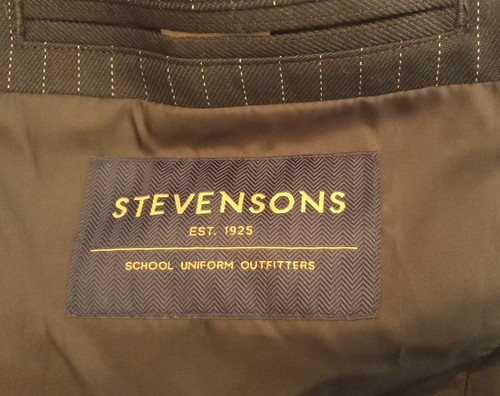 STEVENSONS
EST. 1925
SCHOOL UNIFORM OUTFITTERS